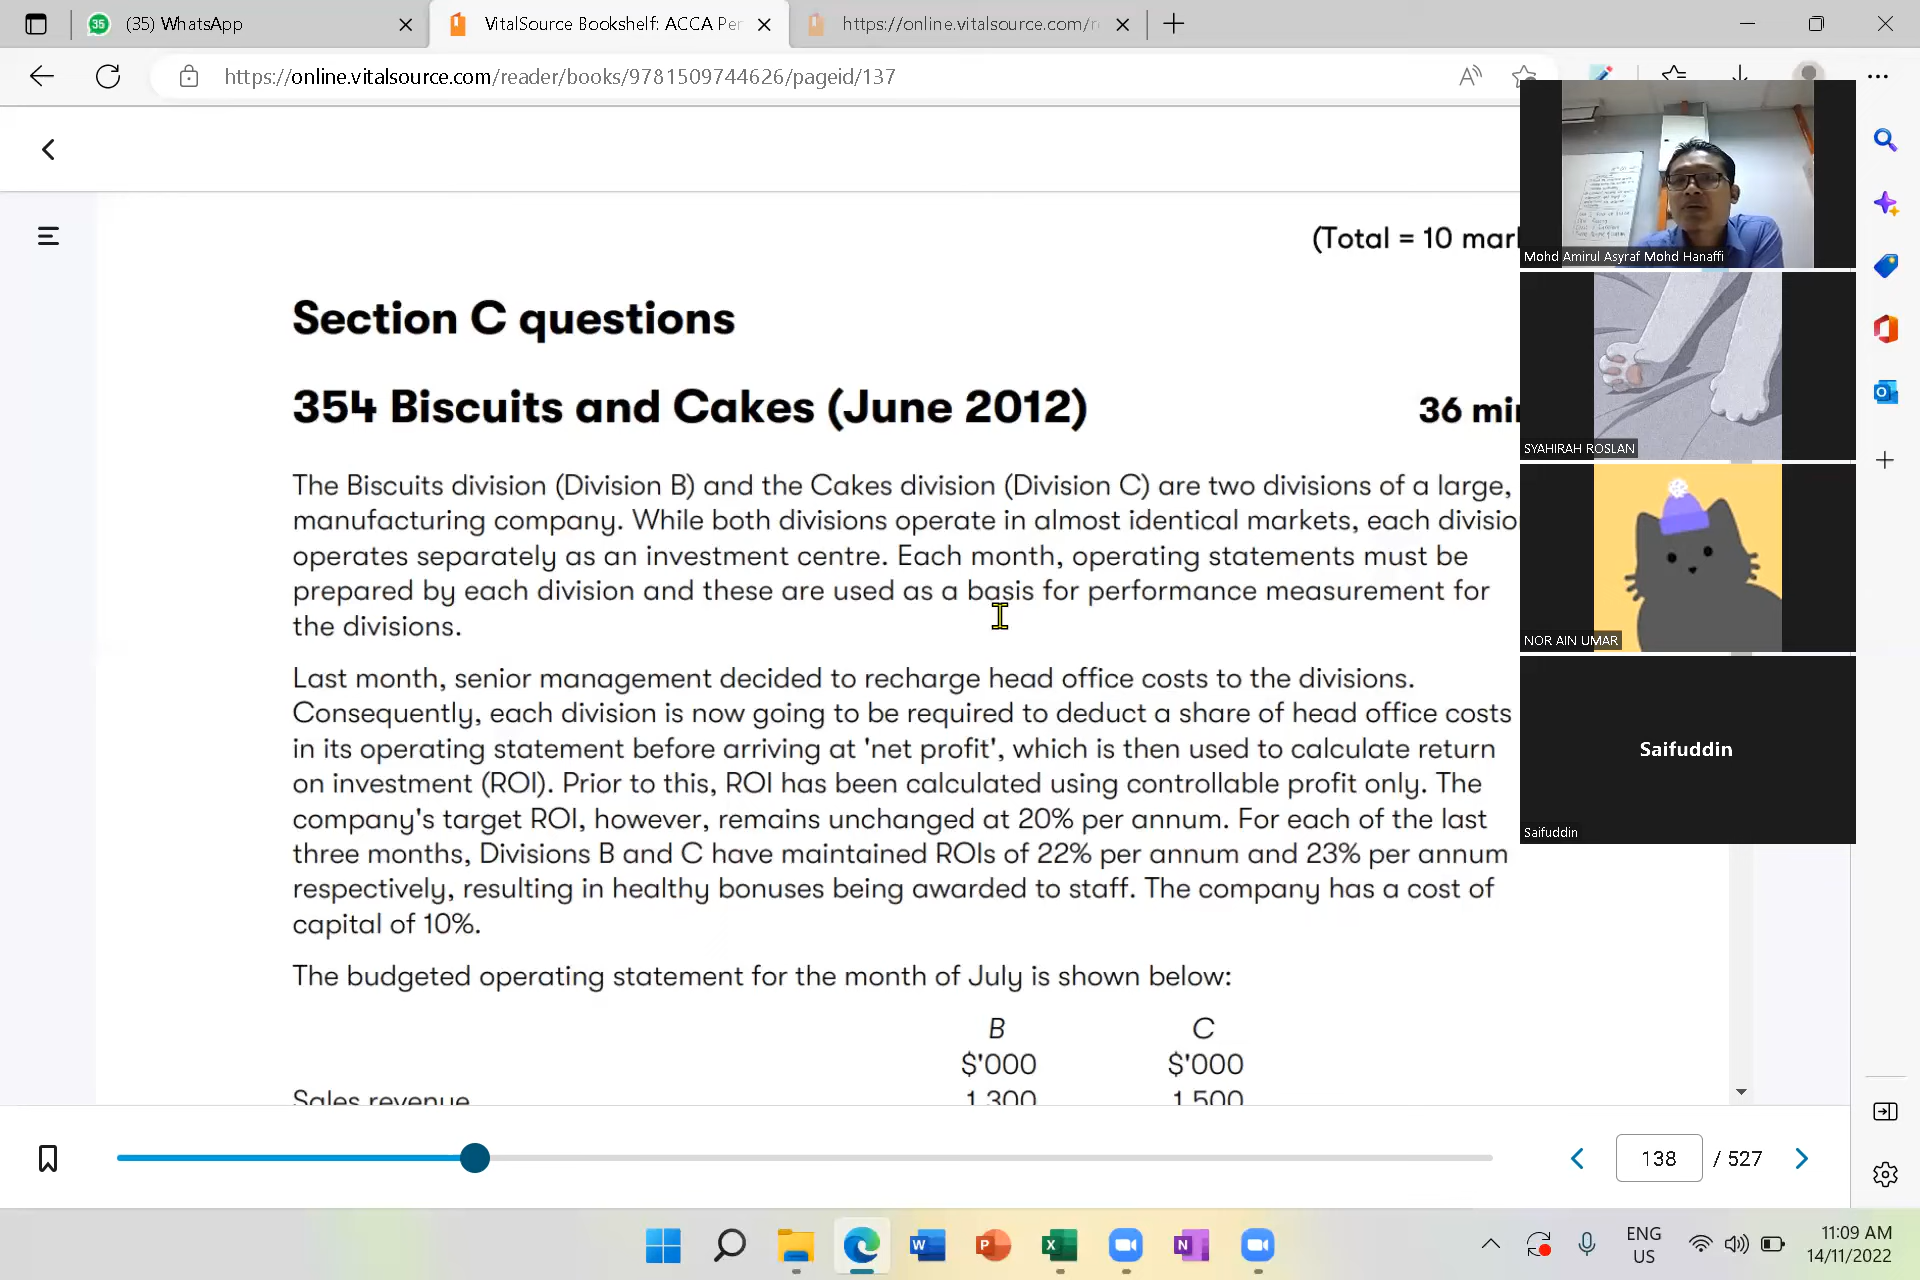 (35) WhatsApp
VitalSource Bookshelf: ACCA Per
https://online.vitalsource.com/r
https://online.vitalsource.com/reader/books/9781509744626/pageid/137
(Total = 10 marl
Section C questions
354 Biscuits and Cakes (June 2012)
36 min
The Biscuits division (Division B) and the Cakes division (Division C) are two divisions of a large,
manufacturing company. While both divisions operate in almost identical markets, each divisio
operates separately as an investment centre. Each month, operating statements must be
prepared by each division and these are used as a basis for performance measurement for
the divisions.
Last month, senior management decided to recharge head office costs to the divisions.
Consequently, each division is now going to be required to deduct a share of head office costs
in its operating statement before arriving at 'net profit', which is then used to calculate return
on investment (ROI). Prior to this, ROI has been calculated using controllable profit only. The
company's target ROI, however, remains unchanged at 20% per annum. For each of the last
three months, Divisions B and C have maintained ROIs of 22% per annum and 23% per annum
respectively, resulting in healthy bonuses being awarded to staff. The company has a cost of
capital of 10%.
The budgeted operating statement for the month of July is shown below:
B C
$'000 $'000
Sales revenue 1,300 1,500
Mohd Amirul Asyraf Mohd Hanaffi
SYAHIRAH ROSLAN
NOR AIN UMAR
Saifuddin
Saifuddin
138 / 527
ENG
US
11:09 AM
14/11/2022